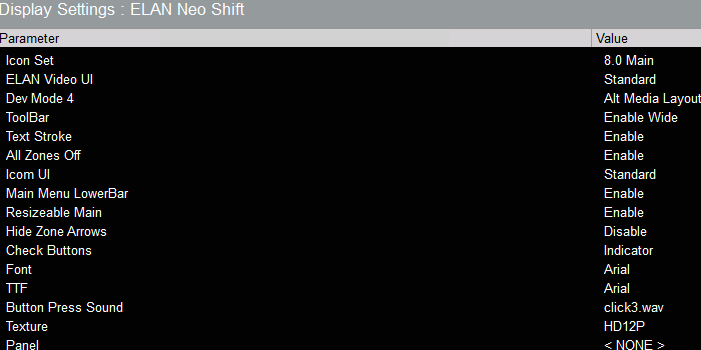 Display Settings : ELAN Neo Shift
Parameter Value
Icon Set 8.0 Main
ELAN Video UI Standard
Dev Mode 4 Alt Media Layout
ToolBar Enable Wide
Text Stroke Enable
All Zones Off Enable
Icom UI Standard
Main Menu LowerBar Enable
Resizeable Main Enable
Hide Zone Arrows Disable
Check Buttons Indicator
Font Arial
TTF Arial
Button Press Sound click3.wav
Texture HD12P
Panel < NONE >